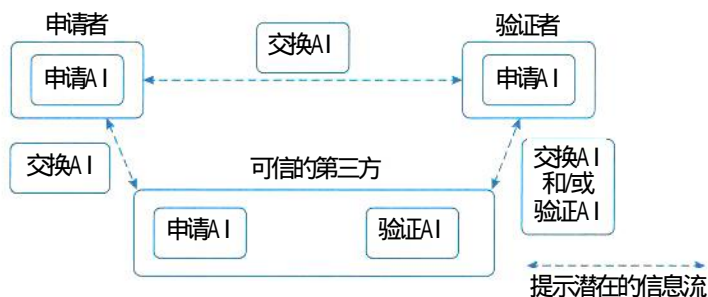 申请者
验证者
交换AI
申请AI
申请AI
交换AI
可信的第三方
交换AI
和/或
验证AI
申请AI
验证AI
提示潜在的信息流